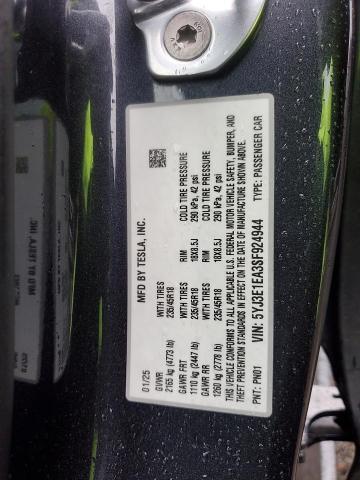 MFD BY TESLA, INC.
01/25
GVWR
2165 kg (4773 lb)
WITH TIRES
235/45R18
RIM
18X8.5J
COLD TIRE PRESSURE
290 kPa, 42 psi
GAWR FRT
1110 kg (2447 lb)
WITH TIRES
235/45R18
RIM
18X8.5J
COLD TIRE PRESSURE
290 kPa, 42 psi
GAWR RR
1260 kg (2778 lb)
235/45R18
18X8.5J
THIS VEHICLE CONFORMS TO ALL APPLICABLE U.S. FEDERAL MOTOR VEHICLE SAFETY, BUMPER, AND
THEFT PREVENTION STANDARDS IN EFFECT ON THE DATE OF MANUFACTURE SHOWN ABOVE.
VIN: 5YJ3E1EA3SF924944
TYPE: PASSENGER CAR
PNT: PN01